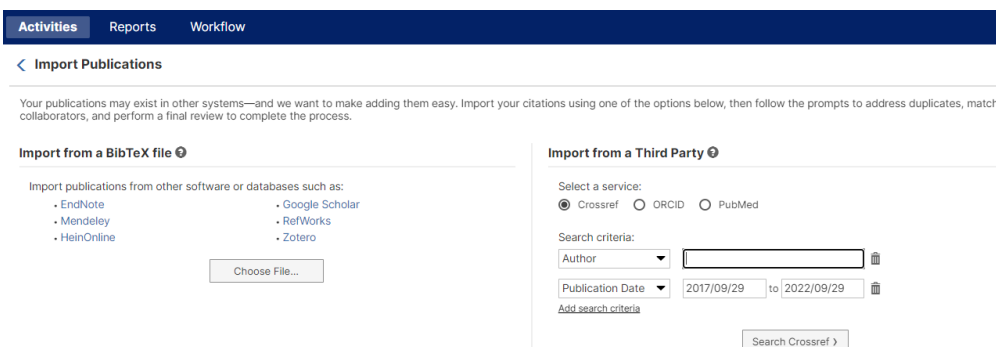 Activities Reports Workflow
Import Publications
Your publications may exist in other systems—and we want to make adding them easy. Import your citations using one of the options below, then follow the prompts to address duplicates, match
collaborators, and perform a final review to complete the process.
Import from a BibTeX file
Import publications from other software or databases such as:
• EndNote
• Mendeley
• HeinOnline
• Google Scholar
• RefWorks
• Zotero
Choose File...
Import from a Third Party
Select a service:
Crossref ORCID PubMed
Search criteria:
Author
Publication Date 2017/09/29 to 2022/09/29
Add search criteria
Search Crossref ›